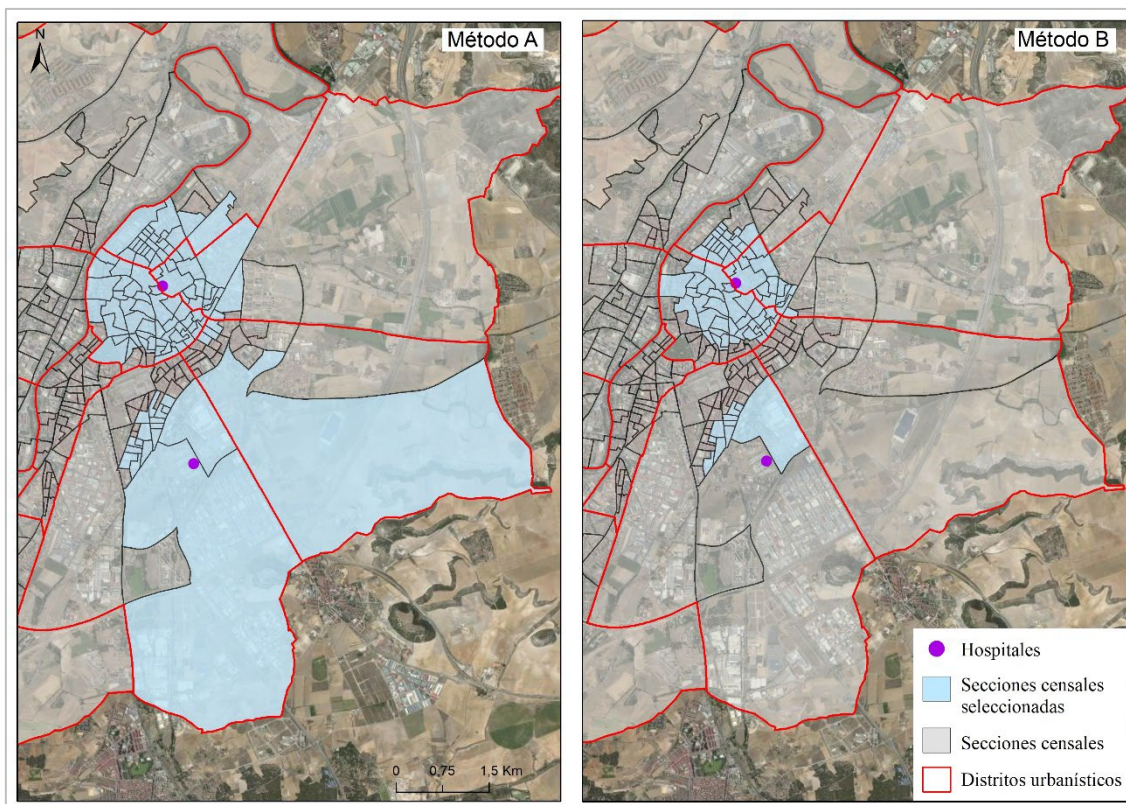 Método A
Método B
N
0 0,75 1,5 Km
Hospitales
Secciones censales
seleccionadas
Secciones censales
Distritos urbanísticos